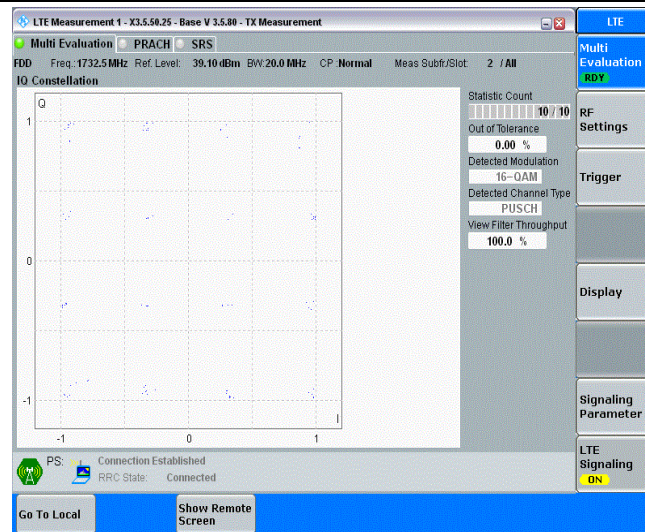 LTE Measurement 1 - X3.5.50.25 - Base V 3.5.80 - TX Measurement
LTE
Multi Evaluation PRACH SRS
Multi
Evaluation
RDY
FDD Freq.: 1732.5 MHz Ref. Level: 39.10 dBm BW: 20.0 MHz CP : Normal Meas Subfr./Slot: 2 / All
IQ Constellation
Q
1
0
-1
-1 0 1
I
Statistic Count
10 / 10
Out of Tolerance
0.00 %
Detected Modulation
16-QAM
Detected Channel Type
PUSCH
View Filter Throughput
100.0 %
RF
Settings
Trigger
Display
Signaling
Parameter
LTE
Signaling
ON
PS: Connection Established
RRC State: Connected
Go To Local
Show Remote
Screen